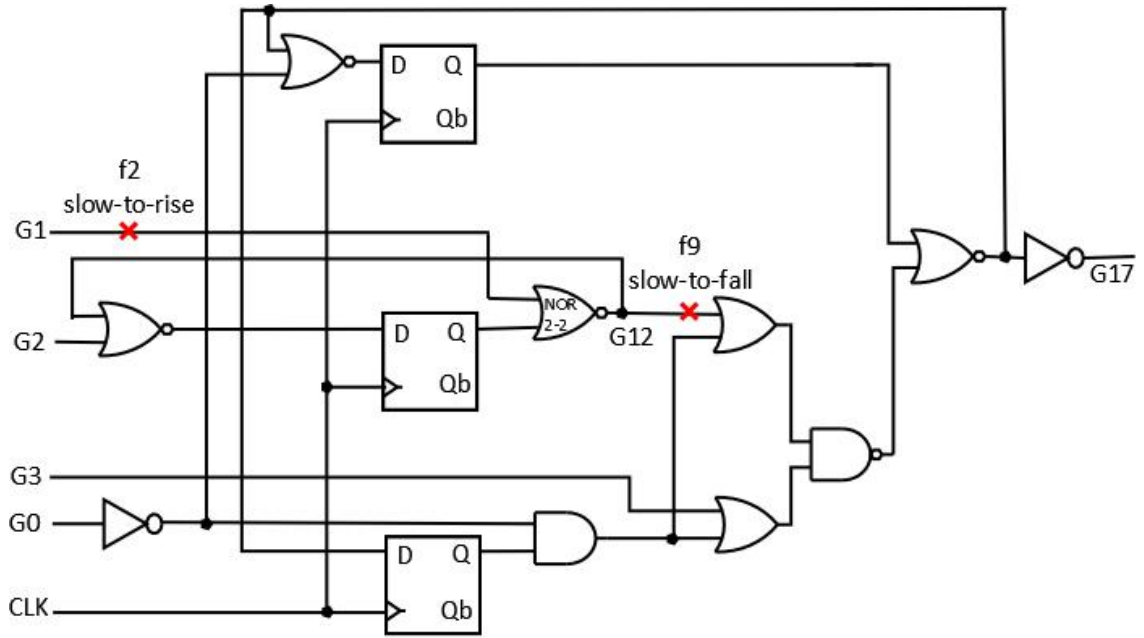 D Q
Qb
f2
slow-to-rise
G1
f9
slow-to-fall
NOR
2-2
G12
G17
G2
D Q
Qb
G3
G0
D Q
Qb
CLK